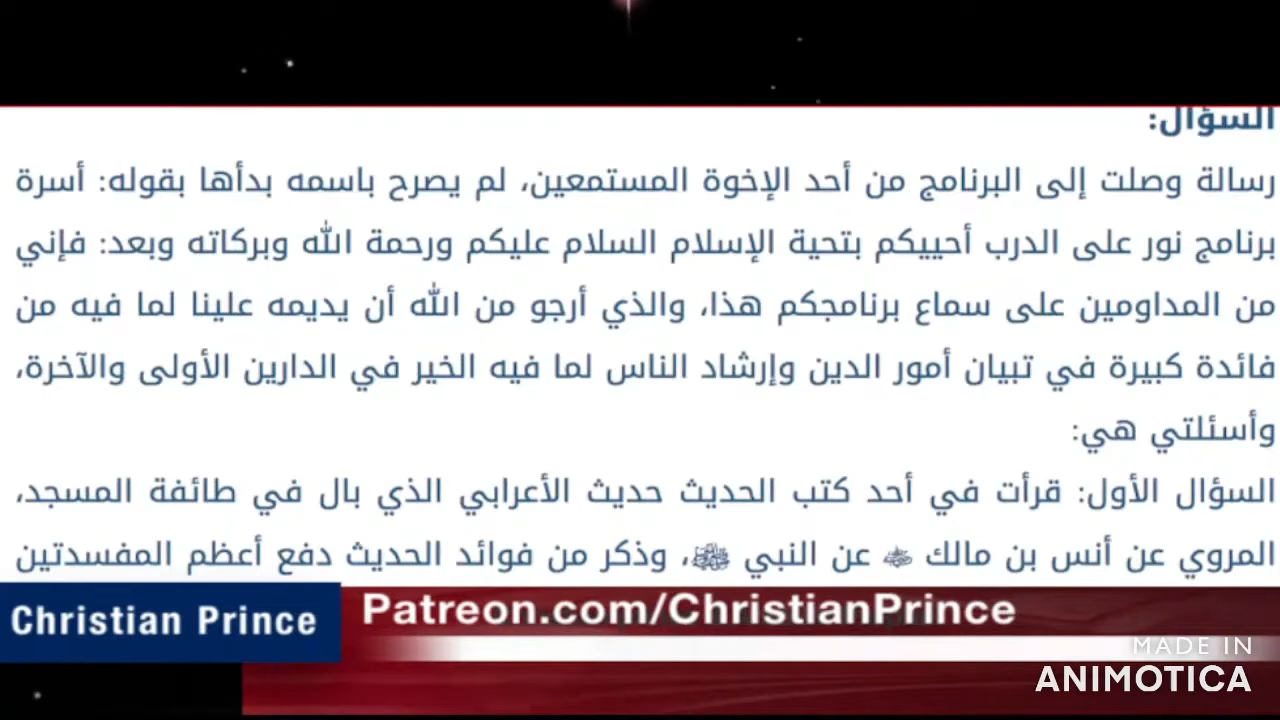 السؤال:
رسالة وصلت إلى البرنامج من أحد الإخوة المستمعين، لم يصرح باسمه بدأها بقوله: أسرة
برنامج نور على الدرب أحييكم بتحية الإسلام السلام عليكم ورحمة الله وبركاته وبعد: فإني
من المداومين على سماع برنامجكم هذا، والذي أرجو من الله أن يديمه علينا لما فيه من
فائدة كبيرة في تبيان أمور الدين وإرشاد الناس لما فيه الخير في الدارين الأولى والآخرة،
وأسئلتي هي:
السؤال الأول: قرأت في أحد كتب الحديث حديث الأعرابي الذي بال في طائفة المسجد،
المروي عن أنس بن مالك ﷺ عن النبي ﷺ، وذكر من فوائد الحديث دفع أعظم المفسدتين
Christian Prince
Patreon.com/ChristianPrince
MADE IN
ANIMOTICA